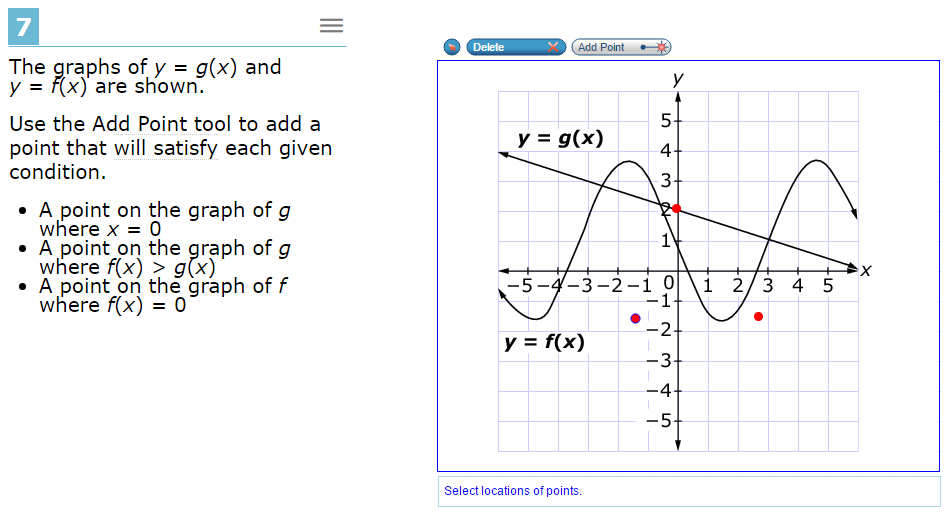 7
The graphs of y = g(x) and
y = f(x) are shown.
Use the Add Point tool to add a
point that will satisfy each given
condition.
• A point on the graph of g
where x = 0
• A point on the graph of g
where f(x) > g(x)
• A point on the graph of f
where f(x) = 0
Delete
Add Point
y
5
y = g(x)
4
3
2
1
x
−5 −4 −3 −2 −1 0 1 2 3 4 5
−1
−2
y = f(x)
−3
−4
−5
Select locations of points.